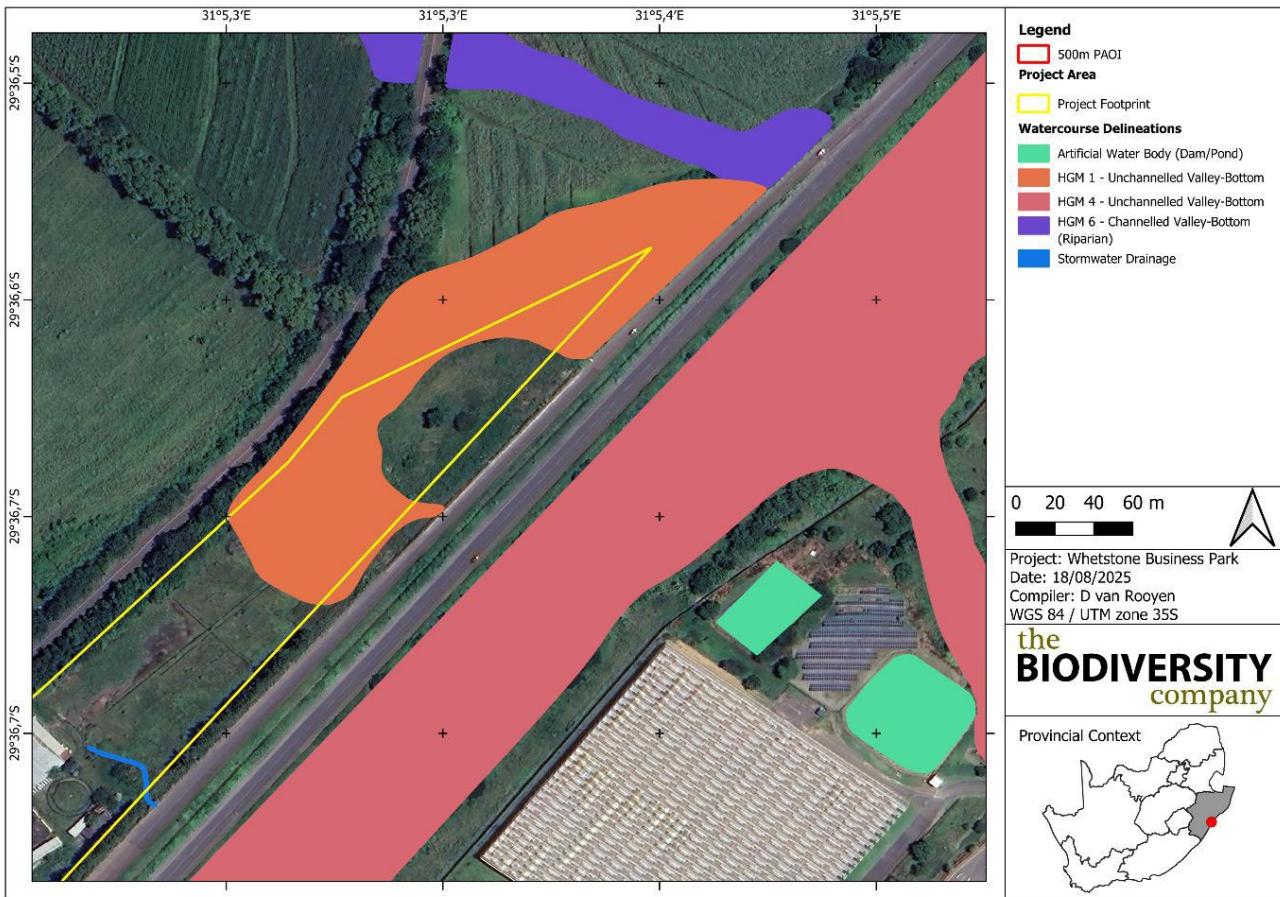 31°5,3'E 31°5,3'E 31°5,4'E 31°5,5'E
29°36,5'S
29°36,6'S
29°36,7'S
29°36,7'S
Legend
500m PAOI
Project Area
Project Footprint
Watercourse Delineations
Artificial Water Body (Dam/Pond)
HGM 1 - Unchannelled Valley-Bottom
HGM 4 - Unchannelled Valley-Bottom
HGM 6 - Channelled Valley-Bottom
(Riparian)
Stormwater Drainage
0 20 40 60 m
Project: Whetstone Business Park
Date: 18/08/2025
Compiler: D van Rooyen
WGS 84 / UTM zone 35S
the
BIODIVERSITY
company
Provincial Context